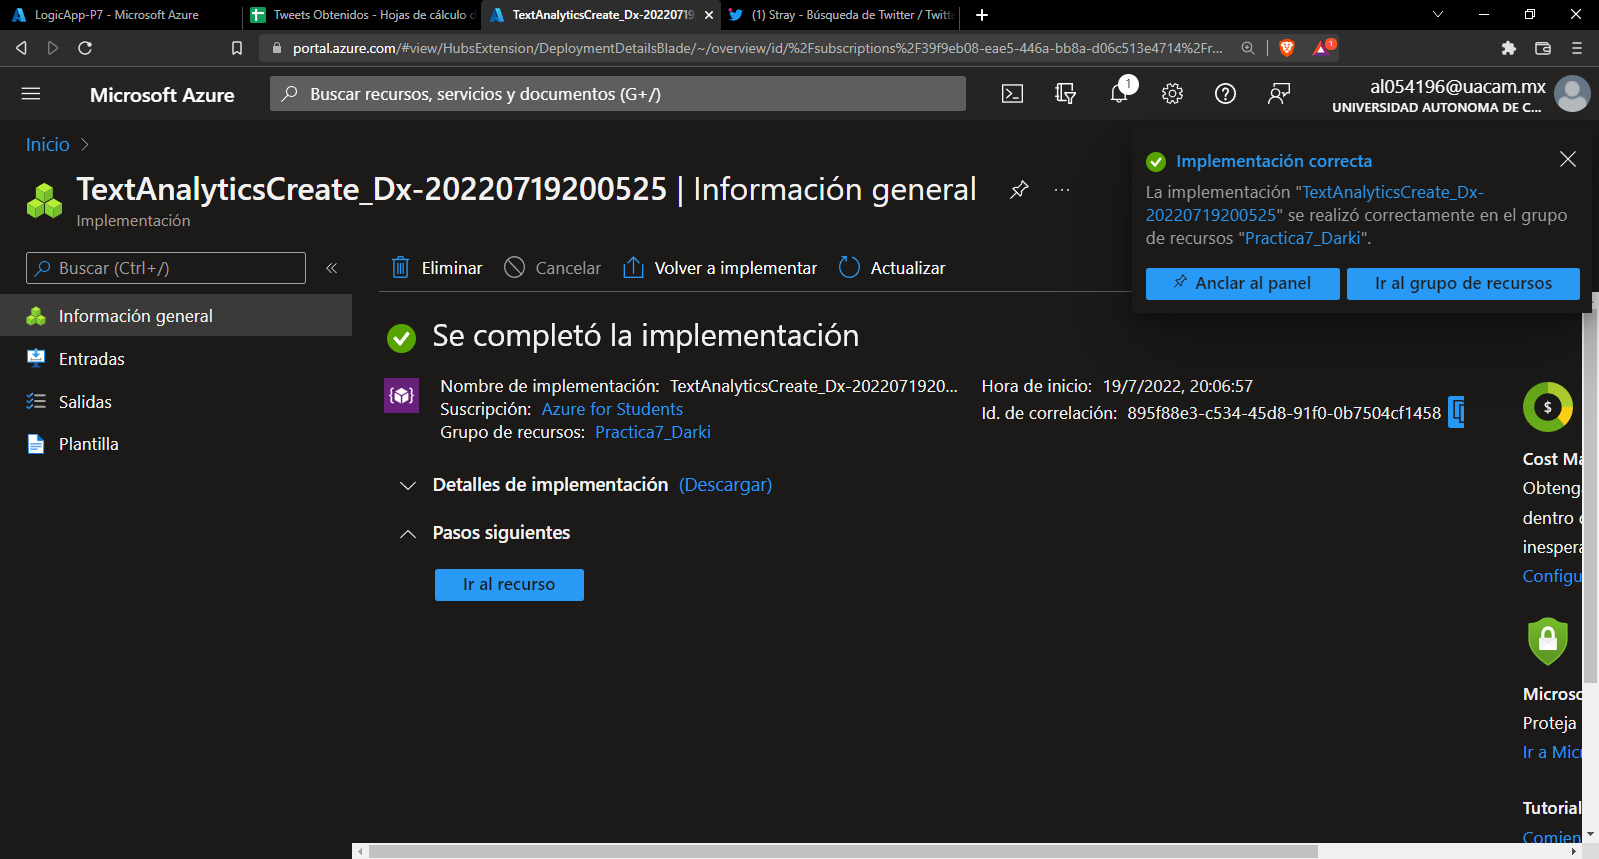 LogicApp-P7 - Microsoft Azure
Tweets Obtenidos - Hojas de cálculo d
TextAnalyticsCreate_Dx-20220719
(1) Stray - Búsqueda de Twitter / Twitte
portal.azure.com/#view/HubsExtension/DeploymentDetailsBlade/~/overview/id/%2Fsubscriptions%2F39f9eb08-eae5-446a-bb8a-d06c513e4714%2Fr...
1
Microsoft Azure
Buscar recursos, servicios y documentos (G+/)
1
al054196@uacam.mx
UNIVERSIDAD AUTONOMA DE C...
Inicio
TextAnalyticsCreate_Dx-20220719200525 | Información general
Implementación
Implementación correcta
La implementación "TextAnalyticsCreate_Dx-
20220719200525" se realizó correctamente en el grupo
de recursos "Practica7_Darki".
Anclar al panel
Ir al grupo de recursos
Buscar (Ctrl+/)
Información general
Entradas
Salidas
Plantilla
Eliminar
Cancelar
Volver a implementar
Actualizar
Se completó la implementación
Nombre de implementación: TextAnalyticsCreate_Dx-2022071920...
Suscripción: Azure for Students
Grupo de recursos: Practica7_Darki
Hora de inicio: 19/7/2022, 20:06:57
Id. de correlación: 895f88e3-c534-45d8-91f0-0b7504cf1458
Detalles de implementación (Descargar)
Pasos siguientes
Ir al recurso
$
Cost Ma
Obteng
dentro
inespera
Configu
Microso
Proteja
Ir a Micr
Tutorial
Comien